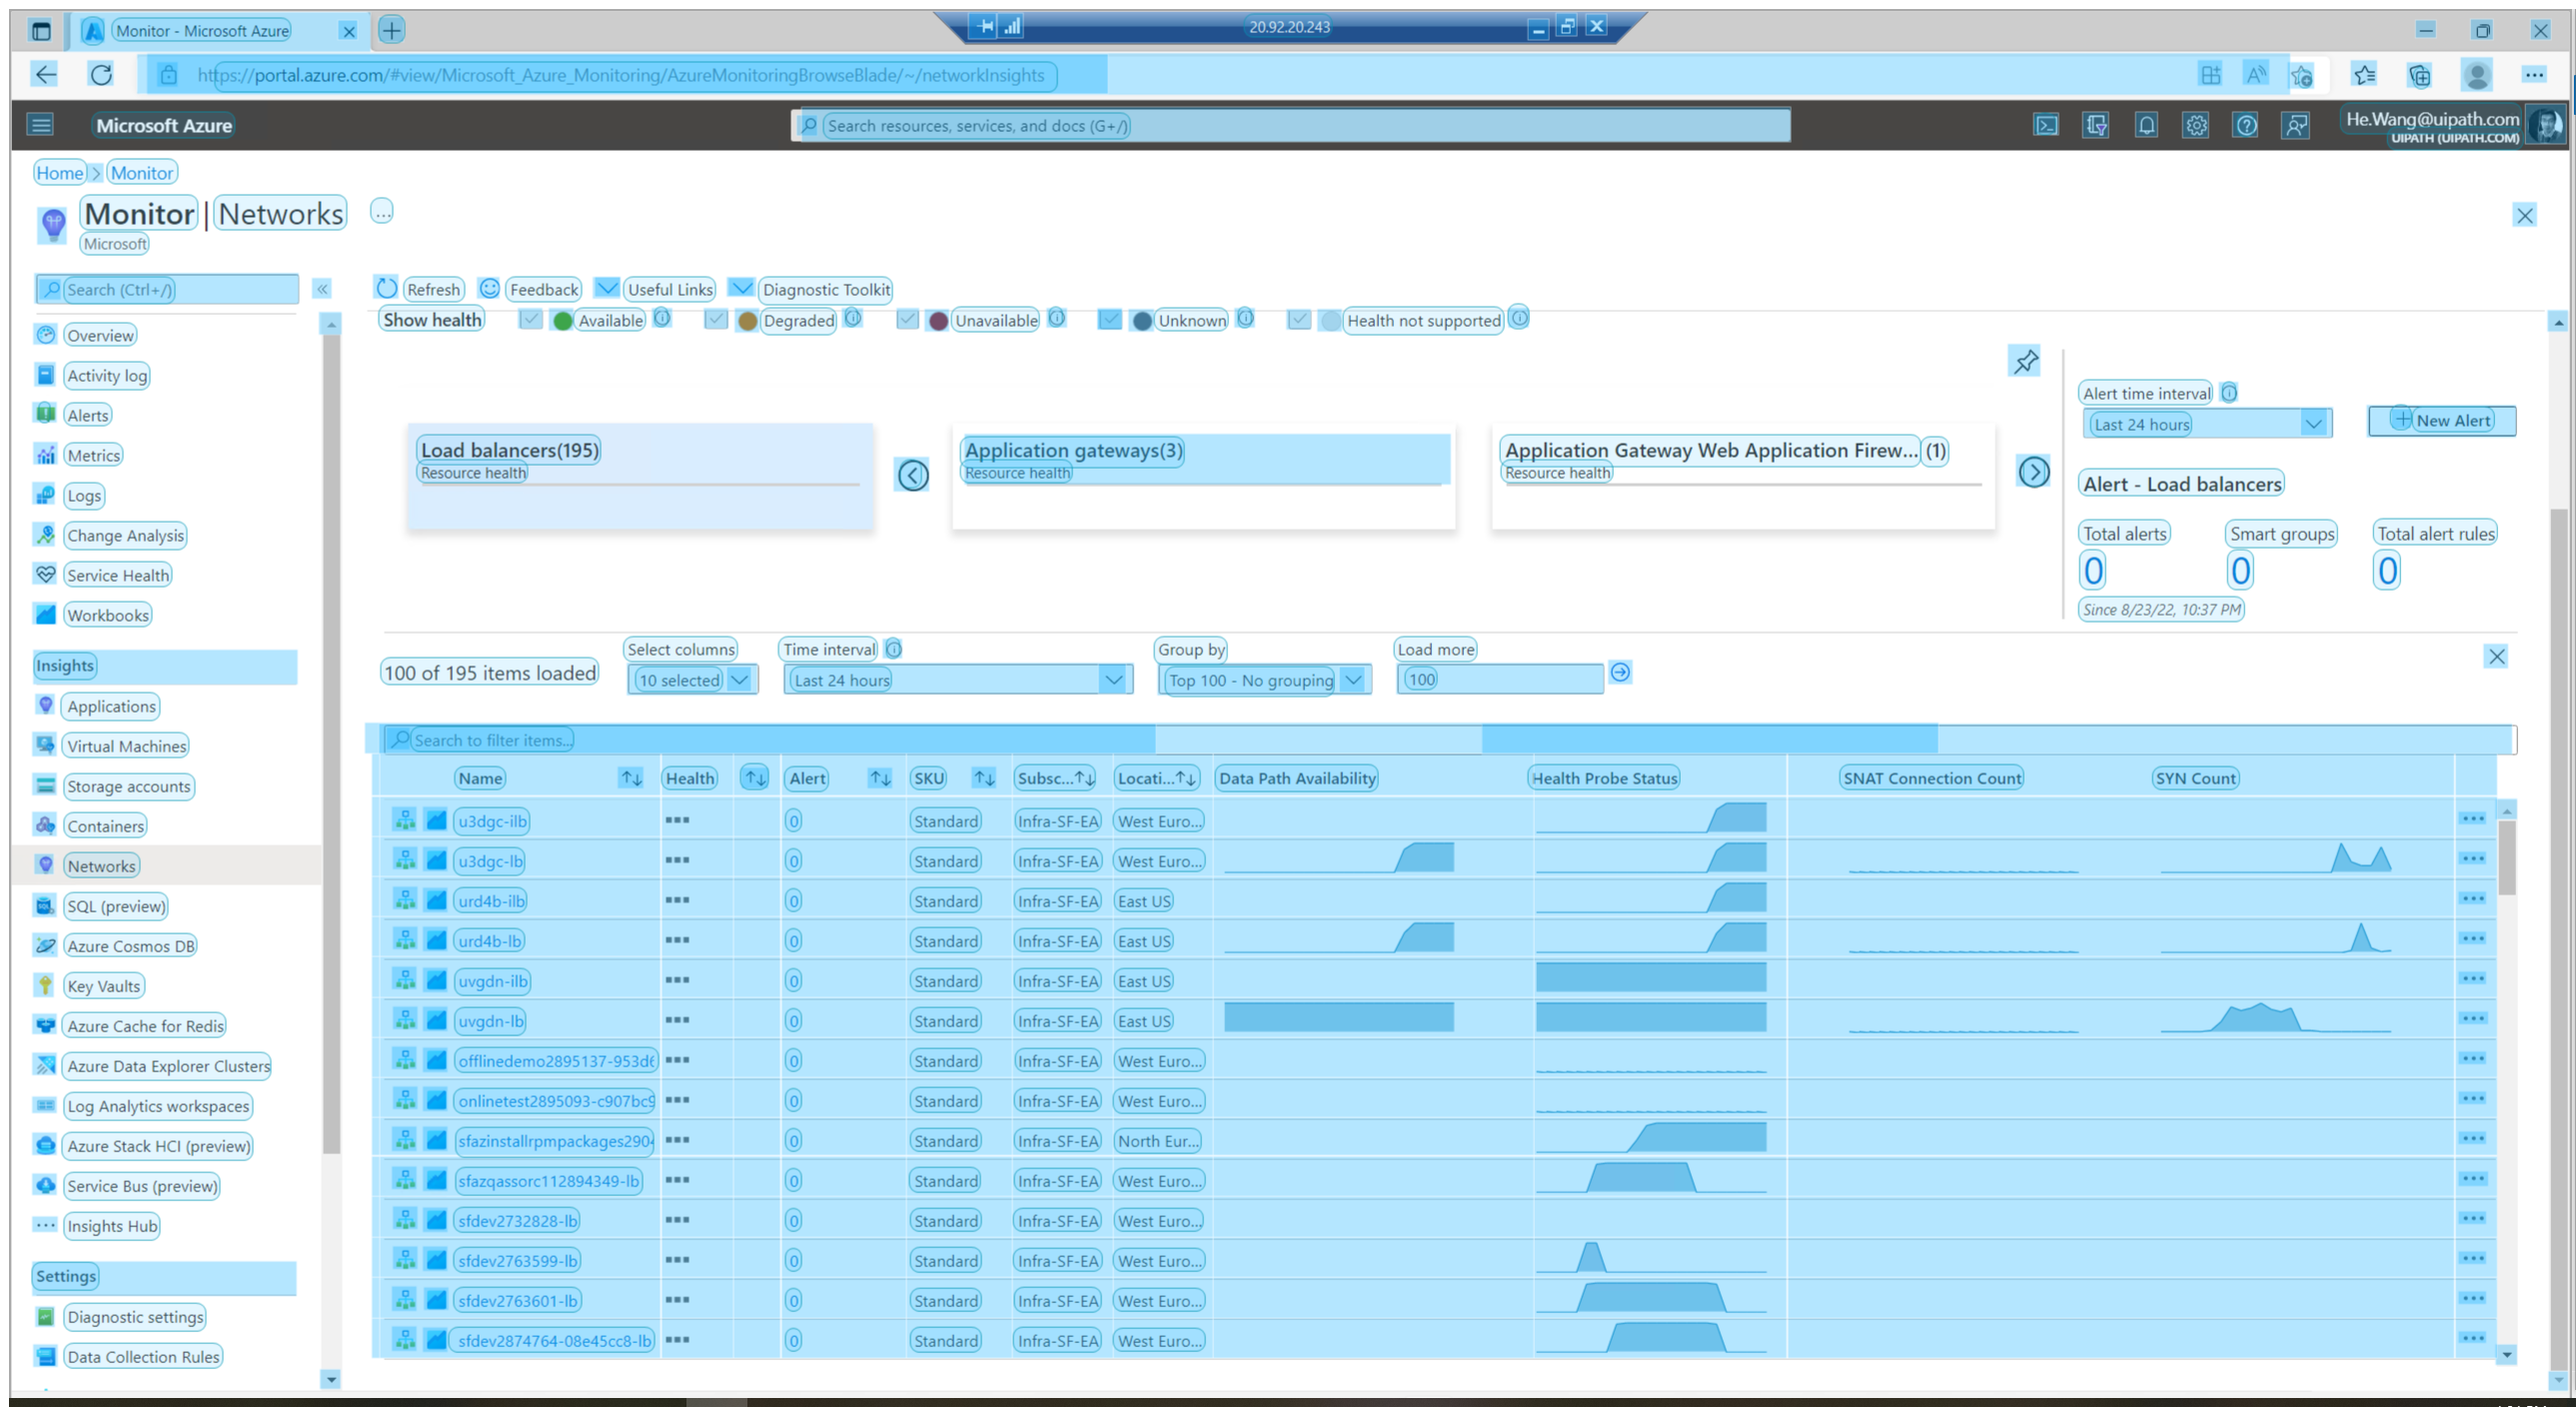 Monitor - Microsoft Azure
20.92.20.243
https://portal.azure.com/#view/Microsoft_Azure_Monitoring/AzureMonitoringBrowseBlade/~/networkInsights
Microsoft Azure
Search resources, services, and docs (G+/)
He.Wang@uipath.com
UIPATH (UIPATH.COM)
Home > Monitor
Monitor | Networks ...
Microsoft
Search (Ctrl+/)
«
Overview
Activity log
Alerts
Metrics
Logs
Change Analysis
Service Health
Workbooks
Insights
Applications
Virtual Machines
Storage accounts
Containers
Networks
SQL (preview)
Azure Cosmos DB
Key Vaults
Azure Cache for Redis
Azure Data Explorer Clusters
Log Analytics workspaces
Azure Stack HCI (preview)
Service Bus (preview)
Insights Hub
Settings
Diagnostic settings
Data Collection Rules
Refresh Feedback Useful Links Diagnostic Toolkit
Show health Available Degraded Unavailable Unknown Health not supported
Load balancers(195)
Resource health
Application gateways(3)
Resource health
Application Gateway Web Application Firew... (1)
Resource health
Alert time interval
Last 24 hours
New Alert
Alert - Load balancers
Total alerts Smart groups Total alert rules
0 0 0
Since 8/23/22, 10:37 PM
100 of 195 items loaded
Select columns
10 selected
Time interval
Last 24 hours
Group by
Top 100 - No grouping
Load more
100
Search to filter items...
Name Health Alert SKU Subsc... Locati... Data Path Availability Health Probe Status SNAT Connection Count SYN Count
u3dgc-ilb 0 Standard Infra-SF-EA West Euro...
u3dgc-lb 0 Standard Infra-SF-EA West Euro...
urd4b-ilb 0 Standard Infra-SF-EA East US
urd4b-lb 0 Standard Infra-SF-EA East US
uvgdn-ilb 0 Standard Infra-SF-EA East US
uvgdn-lb 0 Standard Infra-SF-EA East US
offlinedemo2895137-953d6 0 Standard Infra-SF-EA West Euro...
onlinetest2895093-c907bc9 0 Standard Infra-SF-EA West Euro...
sfazinstallrpmpackages290 0 Standard Infra-SF-EA North Eur...
sfazqassorc112894349-lb 0 Standard Infra-SF-EA West Euro...
sfdev2732828-lb 0 Standard Infra-SF-EA West Euro...
sfdev2763599-lb 0 Standard Infra-SF-EA West Euro...
sfdev2763601-lb 0 Standard Infra-SF-EA West Euro...
sfdev2874764-08e45cc8-lb 0 Standard Infra-SF-EA West Euro...